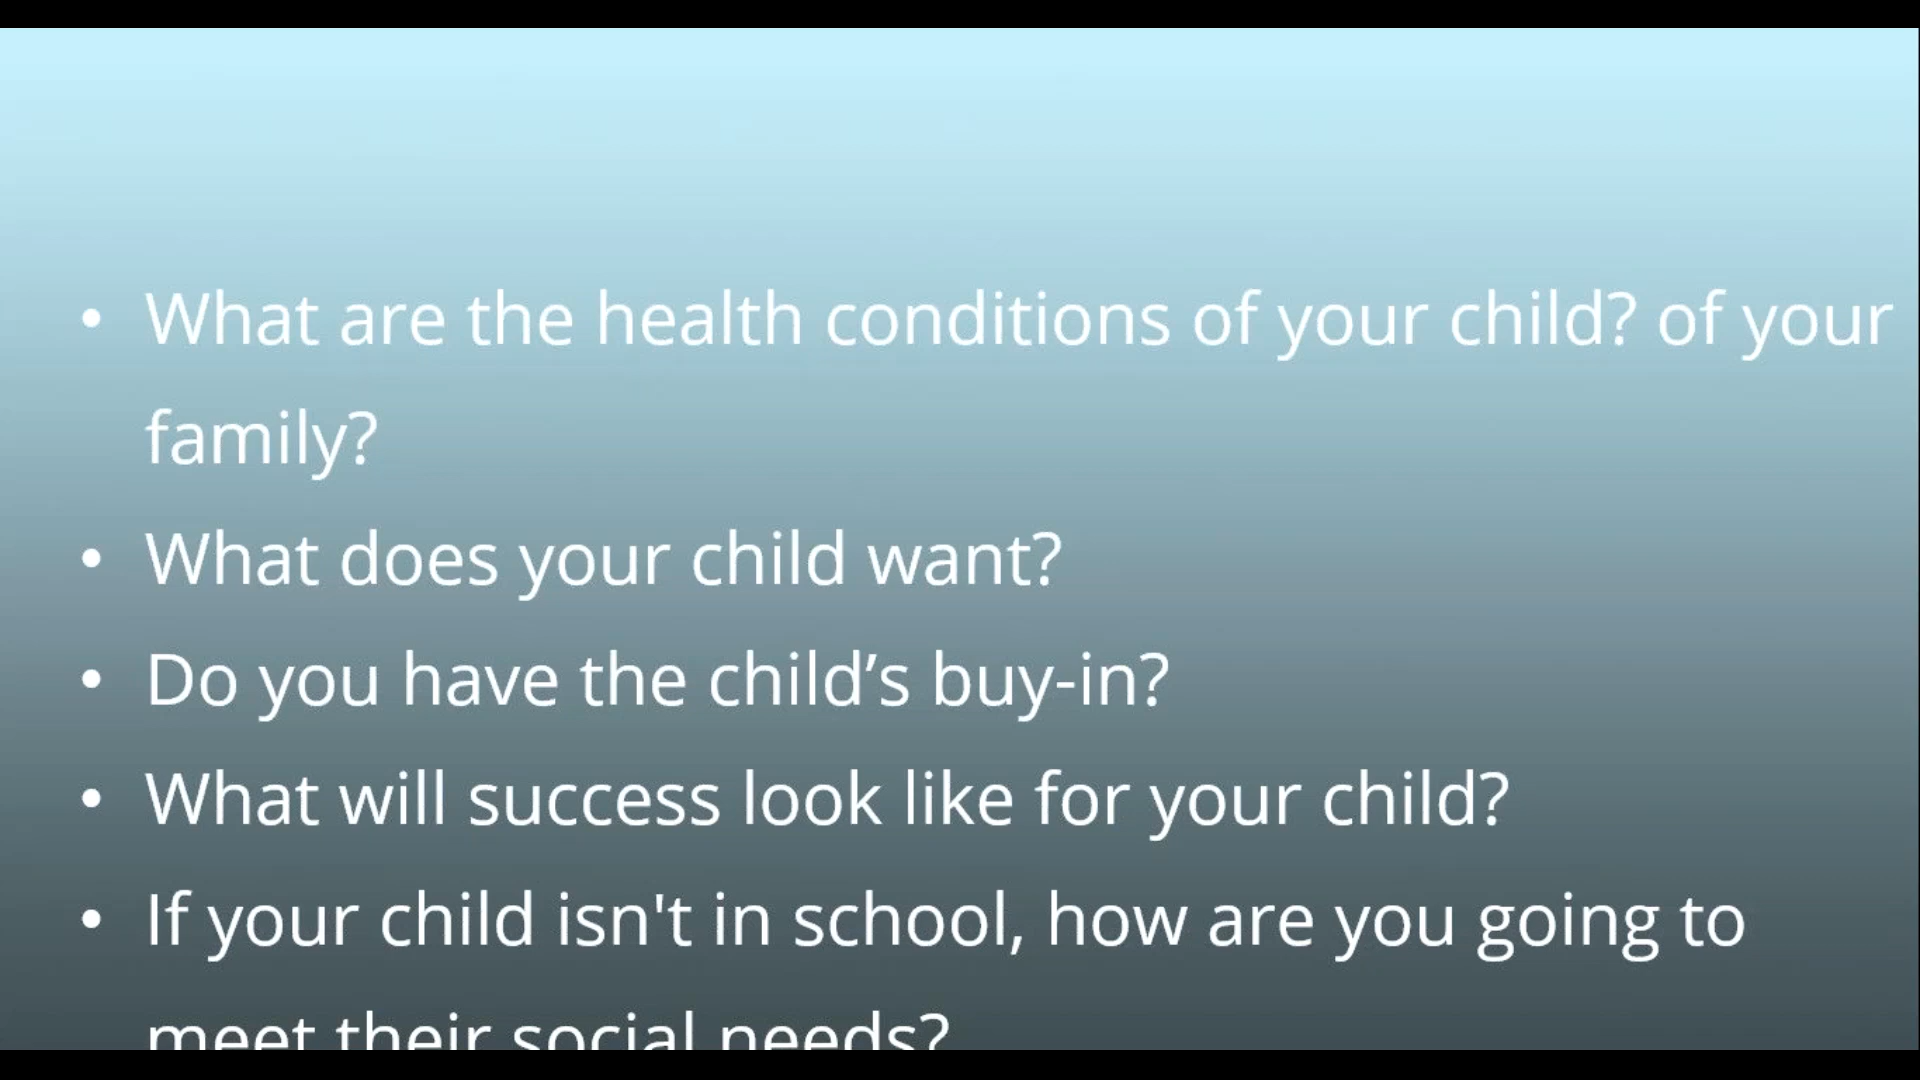 • What are the health conditions of your child? of your
family?
• What does your child want?
• Do you have the child’s buy-in?
• What will success look like for your child?
• If your child isn't in school, how are you going to
meet their social needs?